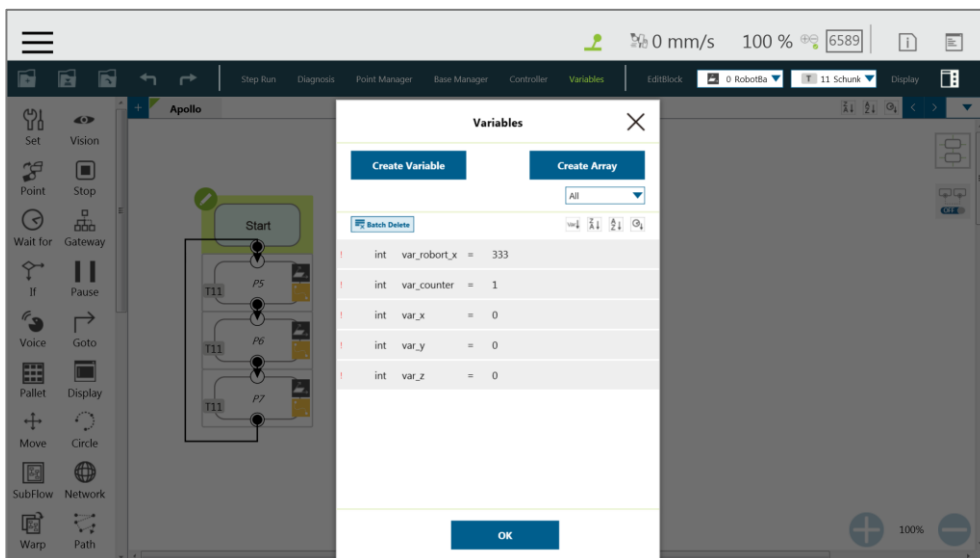 0 mm/s 100 % 6589
Step Run Diagnosis Point Manager Base Manager Controller Variables EditBlock 0 RobotBa T 11 Schunk Display
Apollo
Set Vision
Point Stop
Wait for Gateway
If Pause
Voice Goto
Pallet Display
Move Circle
SubFlow Network
Warp Path
Start
P5
T11
P6
T11
P7
T11
Variables
Create Variable Create Array
All
Batch Delete
! int var_robort_x = 333
! int var_counter = 1
! int var_x = 0
! int var_y = 0
! int var_z = 0
OK
OFF
100%